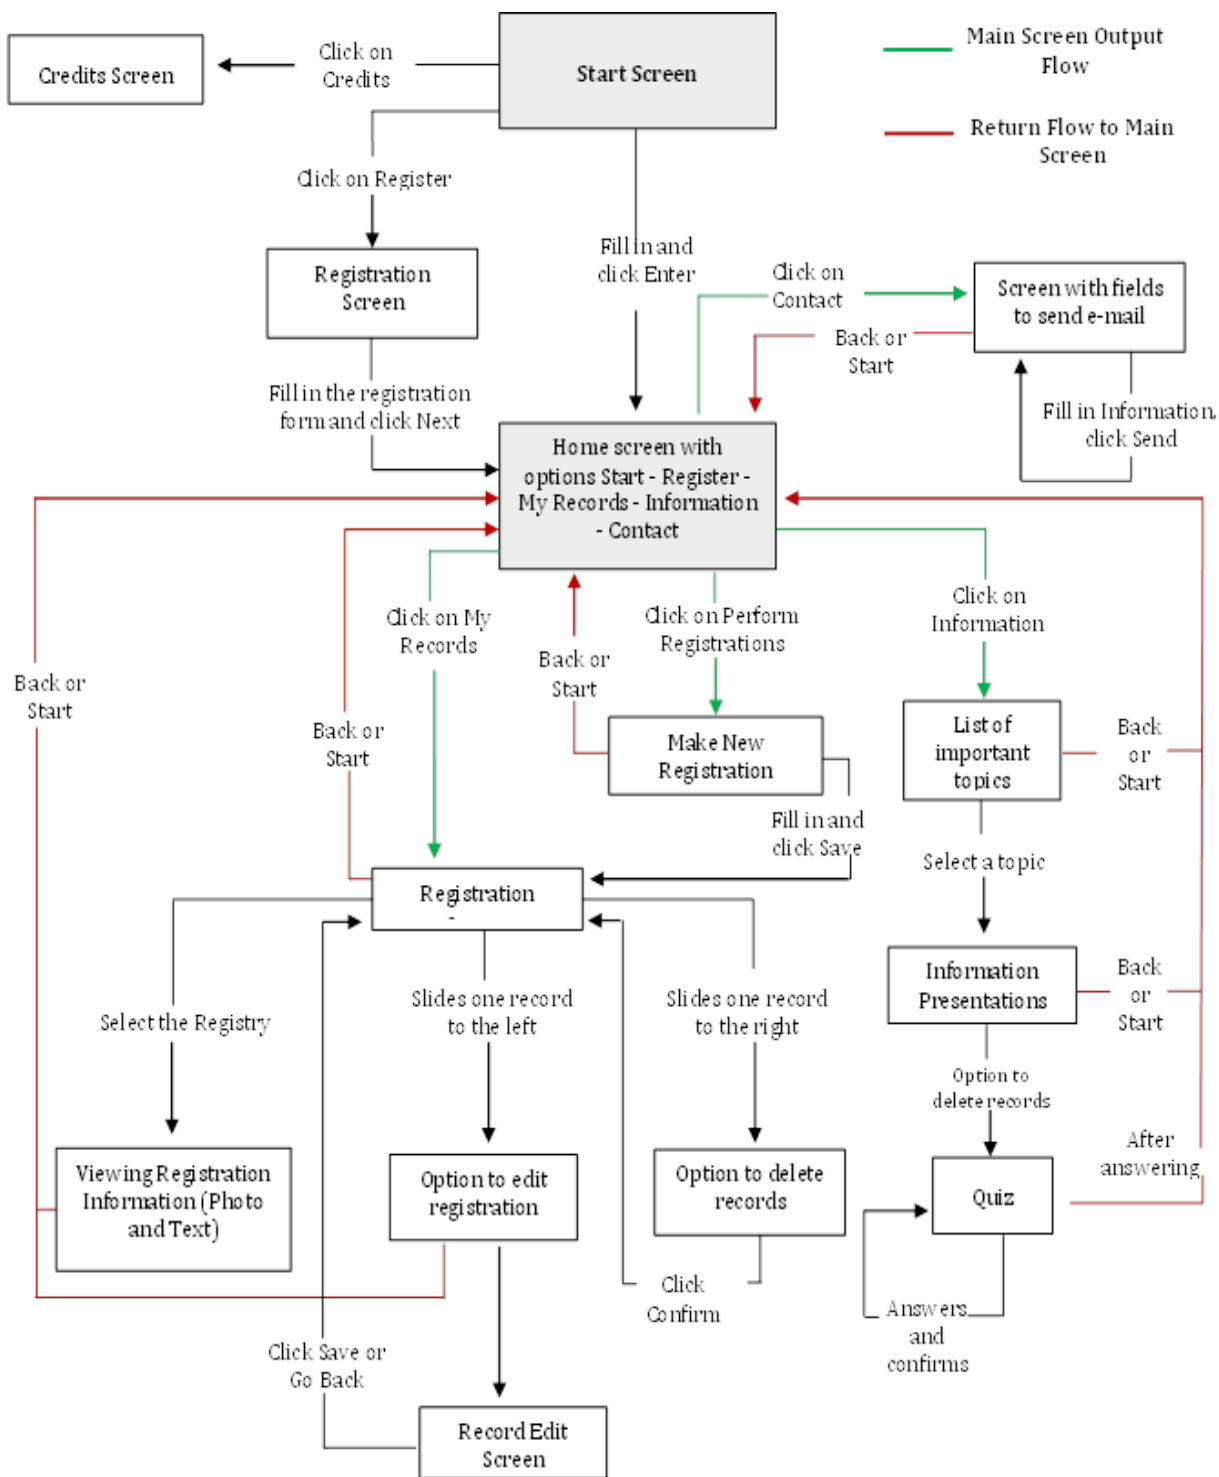 Credits Screen
Click on
Credits
Start Screen
Main Screen Output
Flow
Return Flow to Main
Screen
Click on Register
Registration
Screen
Fill in and
click Enter
Click on
Contact
Screen with fields
to send e-mail
Back or
Start
Fill in the registration
form and click Next
Fill in Information,
click Send
Home screen with
options Start - Register -
My Records - Information
- Contact
Click on My
Records
Click on Perform
Registrations
Click on
Information
Back or
Start
Back or
Start
Back or
Start
Make New
Registration
List of
important
topics
Back
or
Start
Fill in and
click Save
Select a topic
Registration
-
Information
Presentations
Back
or
Start
Select the Registry
Slides one record
to the left
Slides one record
to the right
Option to
delete records
After
answering
Viewing Registration
Information (Photo
and Text)
Option to edit
registration
Option to delete
records
Quiz
Click
Confirm
Answers
and
confirms
Click Save or
Go Back
Record Edit
Screen